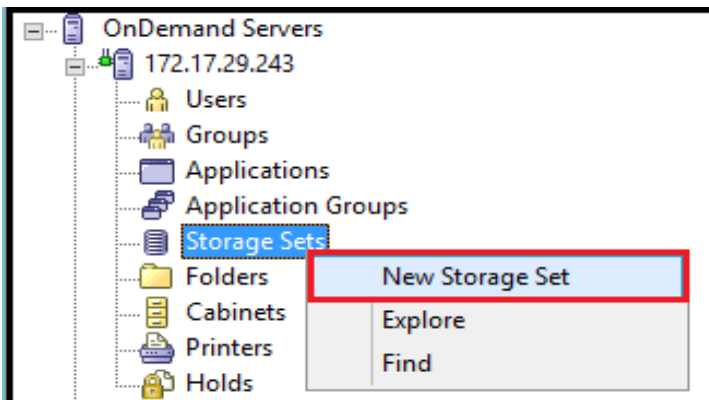 OnDemand Servers
172.17.29.243
Users
Groups
Applications
Application Groups
Storage Sets
Folders
New Storage Set
Cabinets
Explore
Printers
Find
Holds